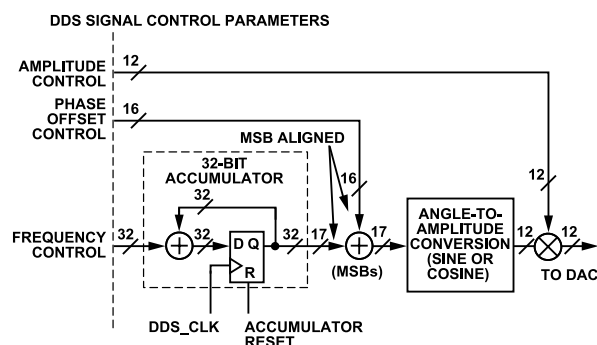 DDS SIGNAL CONTROL PARAMETERS
AMPLITUDE
CONTROL
12
PHASE
OFFSET
CONTROL
16
MSB ALIGNED
32-BIT
ACCUMULATOR
32
16
12
FREQUENCY
CONTROL
32
32
D Q
R
32
17
(MSBs)
17
ANGLE-TO-
AMPLITUDE
CONVERSION
(SINE OR
COSINE)
12
12
TO DAC
DDS_CLK
ACCUMULATOR
RESET